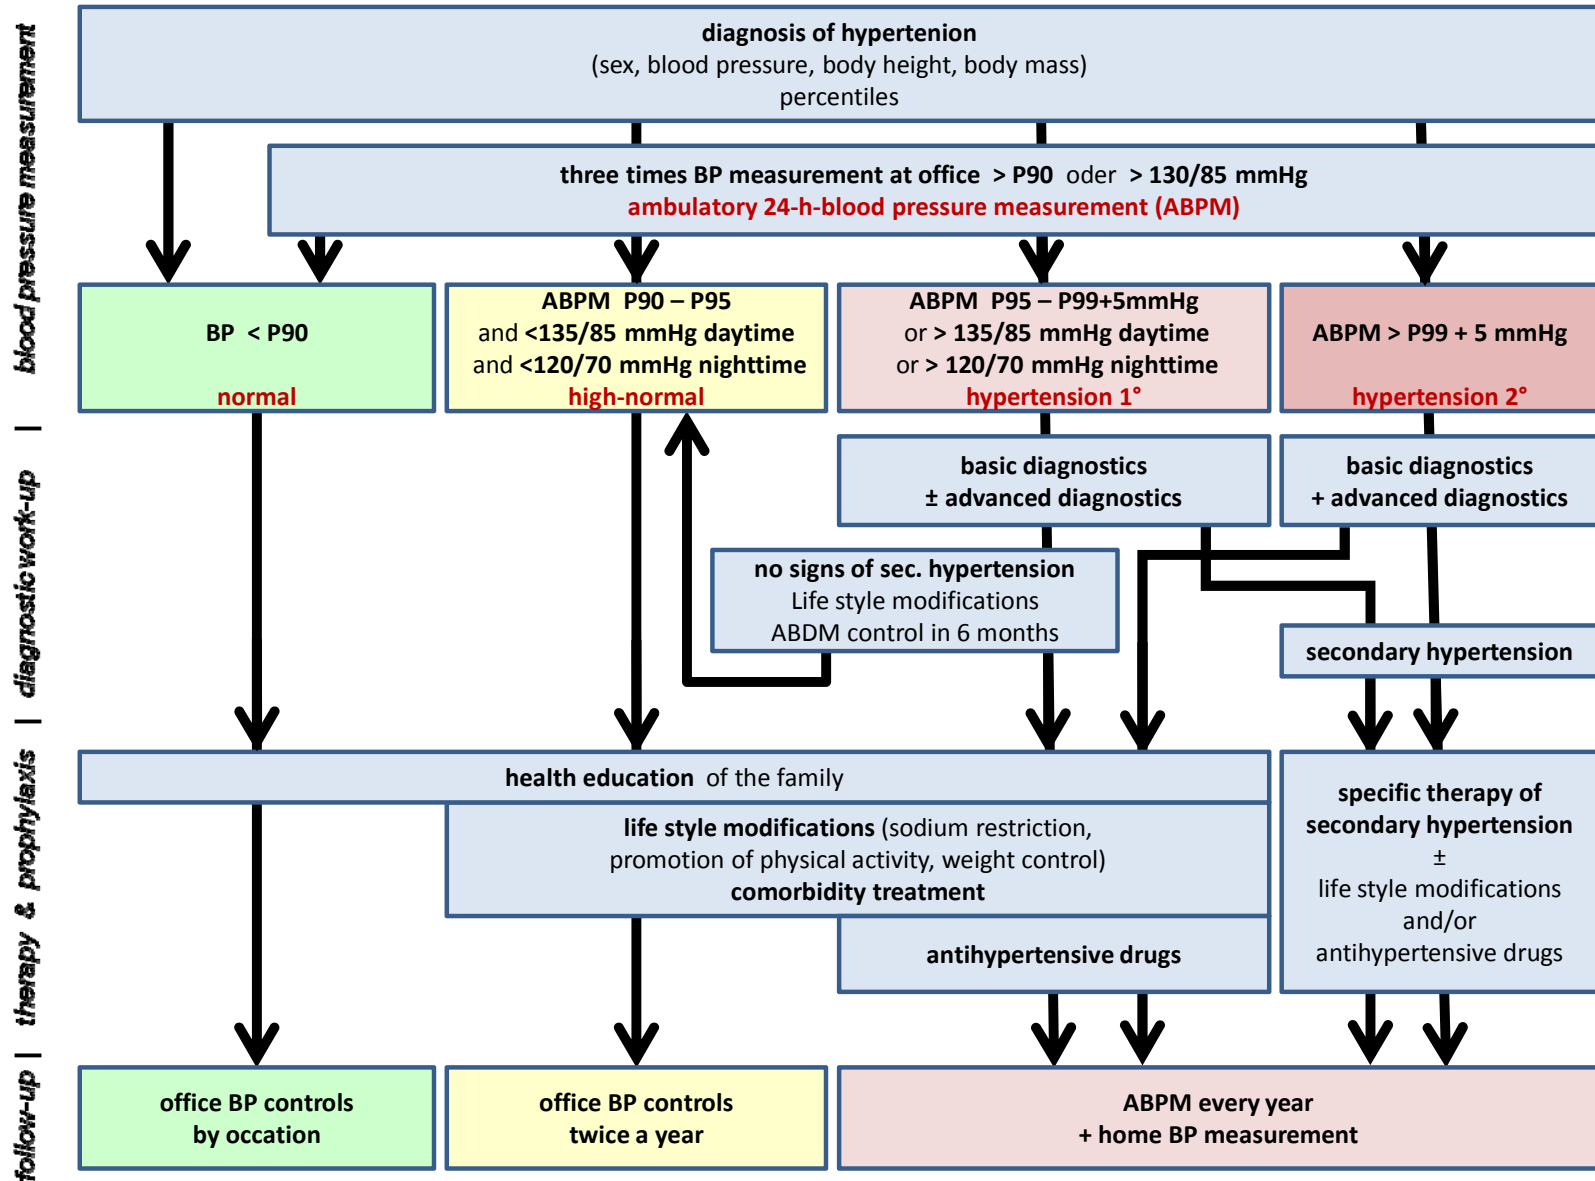 diagnosis of hypertenion
(sex, blood pressure, body height, body mass)
percentiles
three times BP measurement at office > P90 oder > 130/85 mmHg
ambulatory 24-h-blood pressure measurement (ABPM)
BP < P90
normal
ABPM P90 – P95
and <135/85 mmHg daytime
and <120/70 mmHg nighttime
high-normal
ABPM P95 – P99+5mmHg
or > 135/85 mmHg daytime
or > 120/70 mmHg nighttime
hypertension 1°
ABPM > P99 + 5 mmHg
hypertension 2°
basic diagnostics
± advanced diagnostics
basic diagnostics
+ advanced diagnostics
no signs of sec. hypertension
Life style modifications
ABDM control in 6 months
secondary hypertension
health education of the family
life style modifications (sodium restriction,
promotion of physical activity, weight control)
comorbidity treatment
antihypertensive drugs
specific therapy of
secondary hypertension
±
life style modifications
and/or
antihypertensive drugs
office BP controls
by occation
office BP controls
twice a year
ABPM every year
+ home BP measurement
follow-up | therapy & prophylaxis | diagnostic work-up | blood pressure measurement